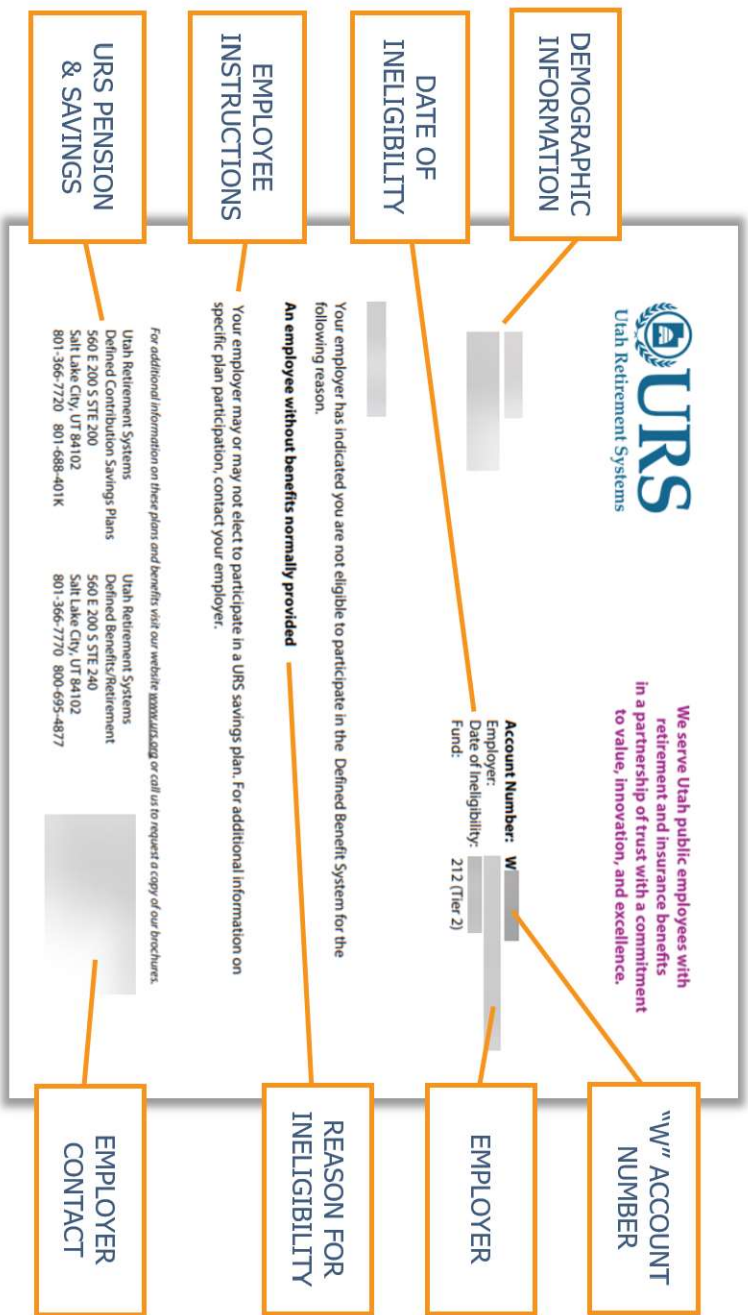 DEMOGRAPHIC
INFORMATION
DATE OF
INELIGIBILITY
EMPLOYEE
INSTRUCTIONS
URS PENSION
& SAVINGS
URS
Utah Retirement Systems
We serve Utah public employees with
retirement and insurance benefits
in a partnership of trust with a commitment
to value, innovation, and excellence.
Account Number: W
Employer:
Date of Ineligibility:
Fund: 212 (Tier 2)
Your employer has indicated you are not eligible to participate in the Defined Benefit System for the
following reason.
An employee without benefits normally provided
Your employer may or may not elect to participate in a URS savings plan. For additional information on
specific plan participation, contact your employer.
For additional information on these plans and benefits visit our website www.urs.org or call us to request a copy of our brochures.
Utah Retirement Systems
Defined Contribution Savings Plans
560 E 200 S STE 200
Salt Lake City, UT 84102
801-366-7720 801-688-401K
Utah Retirement Systems
Defined Benefits/Retirement
560 E 200 S STE 240
Salt Lake City, UT 84102
801-366-7770 800-695-4877
"W" ACCOUNT
NUMBER
EMPLOYER
REASON FOR
INELIGIBILITY
EMPLOYER
CONTACT